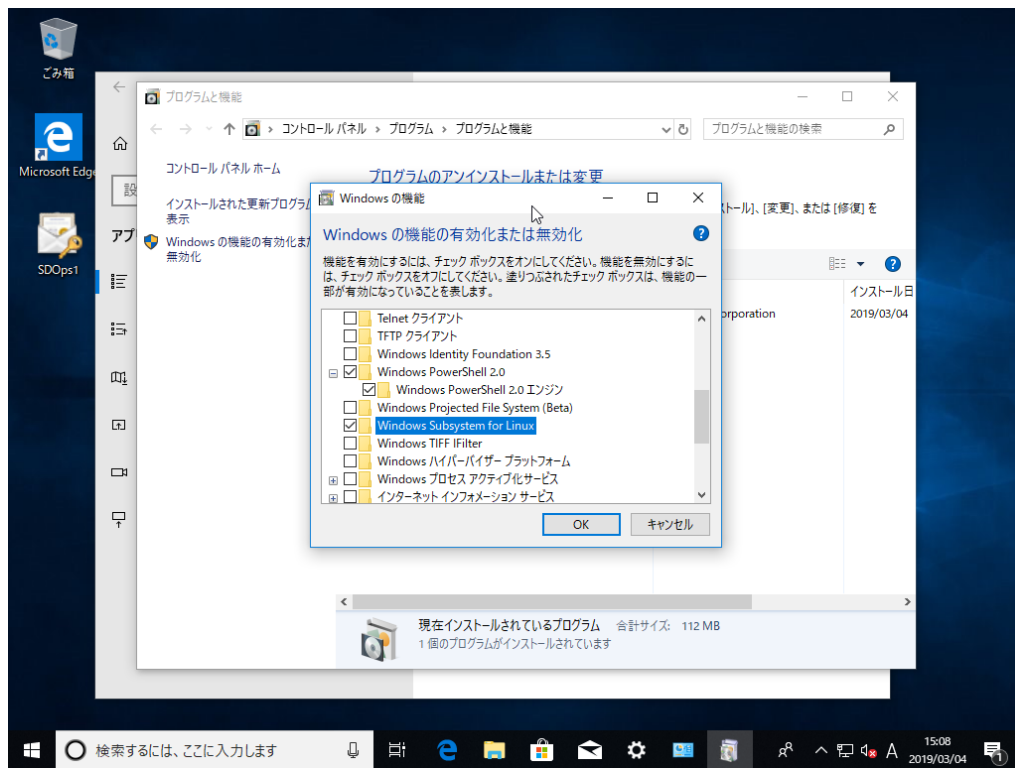 ごみ箱
Microsoft Edge
SDOps1
設
アプ
プログラムと機能
コントロール パネル › プログラム › プログラムと機能
プログラムと機能の検索
コントロール パネル ホーム
インストールされた更新プログラム
表示
Windows の機能の有効化また
無効化
プログラムのアンインストールまたは変更
トール]、[変更]、または [修復] を
インストール日
orporation
2019/03/04
Windows の機能
Windows の機能の有効化または無効化
機能を有効にするには、チェック ボックスをオンにしてください。機能を無効にするに
は、チェック ボックスをオフにしてください。塗りつぶされたチェック ボックスは、機能の一
部が有効になっていることを表します。
Telnet クライアント
TFTP クライアント
Windows Identity Foundation 3.5
Windows PowerShell 2.0
Windows PowerShell 2.0 エンジン
Windows Projected File System (Beta)
Windows Subsystem for Linux
Windows TIFF IFilter
Windows ハイパーバイザー プラットフォーム
Windows プロセス アクティブ化サービス
インターネット インフォメーション サービス
OK
キャンセル
現在インストールされているプログラム 合計サイズ: 112 MB
1 個のプログラムがインストールされています
検索するには、ここに入力します
A
15:08
2019/03/04
1